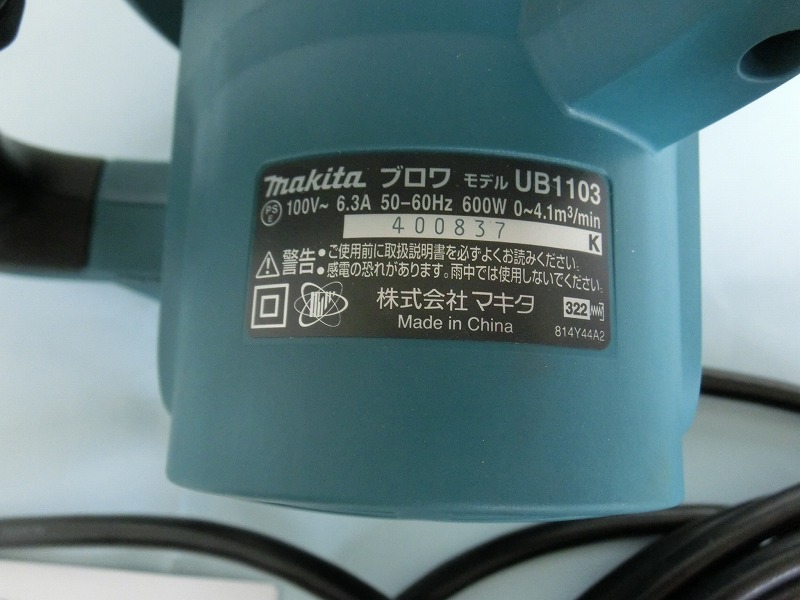 makita ブロワ モデル UB1103
PSE 100V~ 6.3A 50-60Hz 600W 0~4.1m³/min
400837 K
⚠警告 ●ご使用前に取扱説明書を必ずよくお読みください。
●感電の恐れがあります。雨中では使用しないでください。
株式会社 マキタ 322
Made in China 814Y44A2